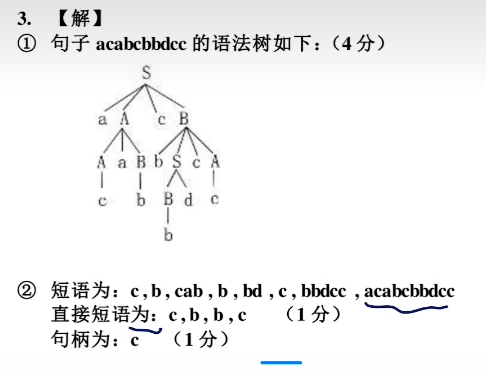 3. 【解】
① 句子 acabcbbdcc 的语法树如下：（4 分）
S
a A c B
A a B b S c A
c b B d c
b
② 短语为：c , b , cab , b , bd , c , bbdcc , acabcbbdcc
直接短语为：c , b , b , c （1 分）
句柄为：c （1 分）